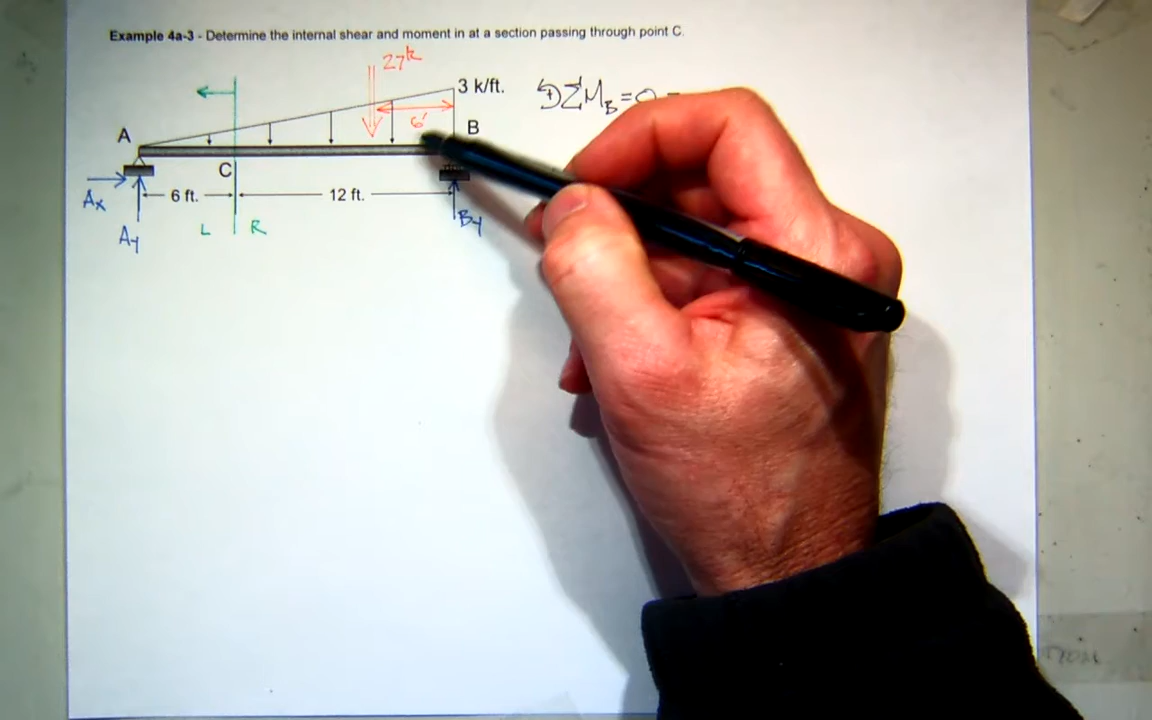 Example 4a-3 - Determine the internal shear and moment in at a section passing through point C.
27k
3 k/ft.
ΣM_B=0
6'
A
B
C
Ax
6 ft.
12 ft.
Ay
L
R
By